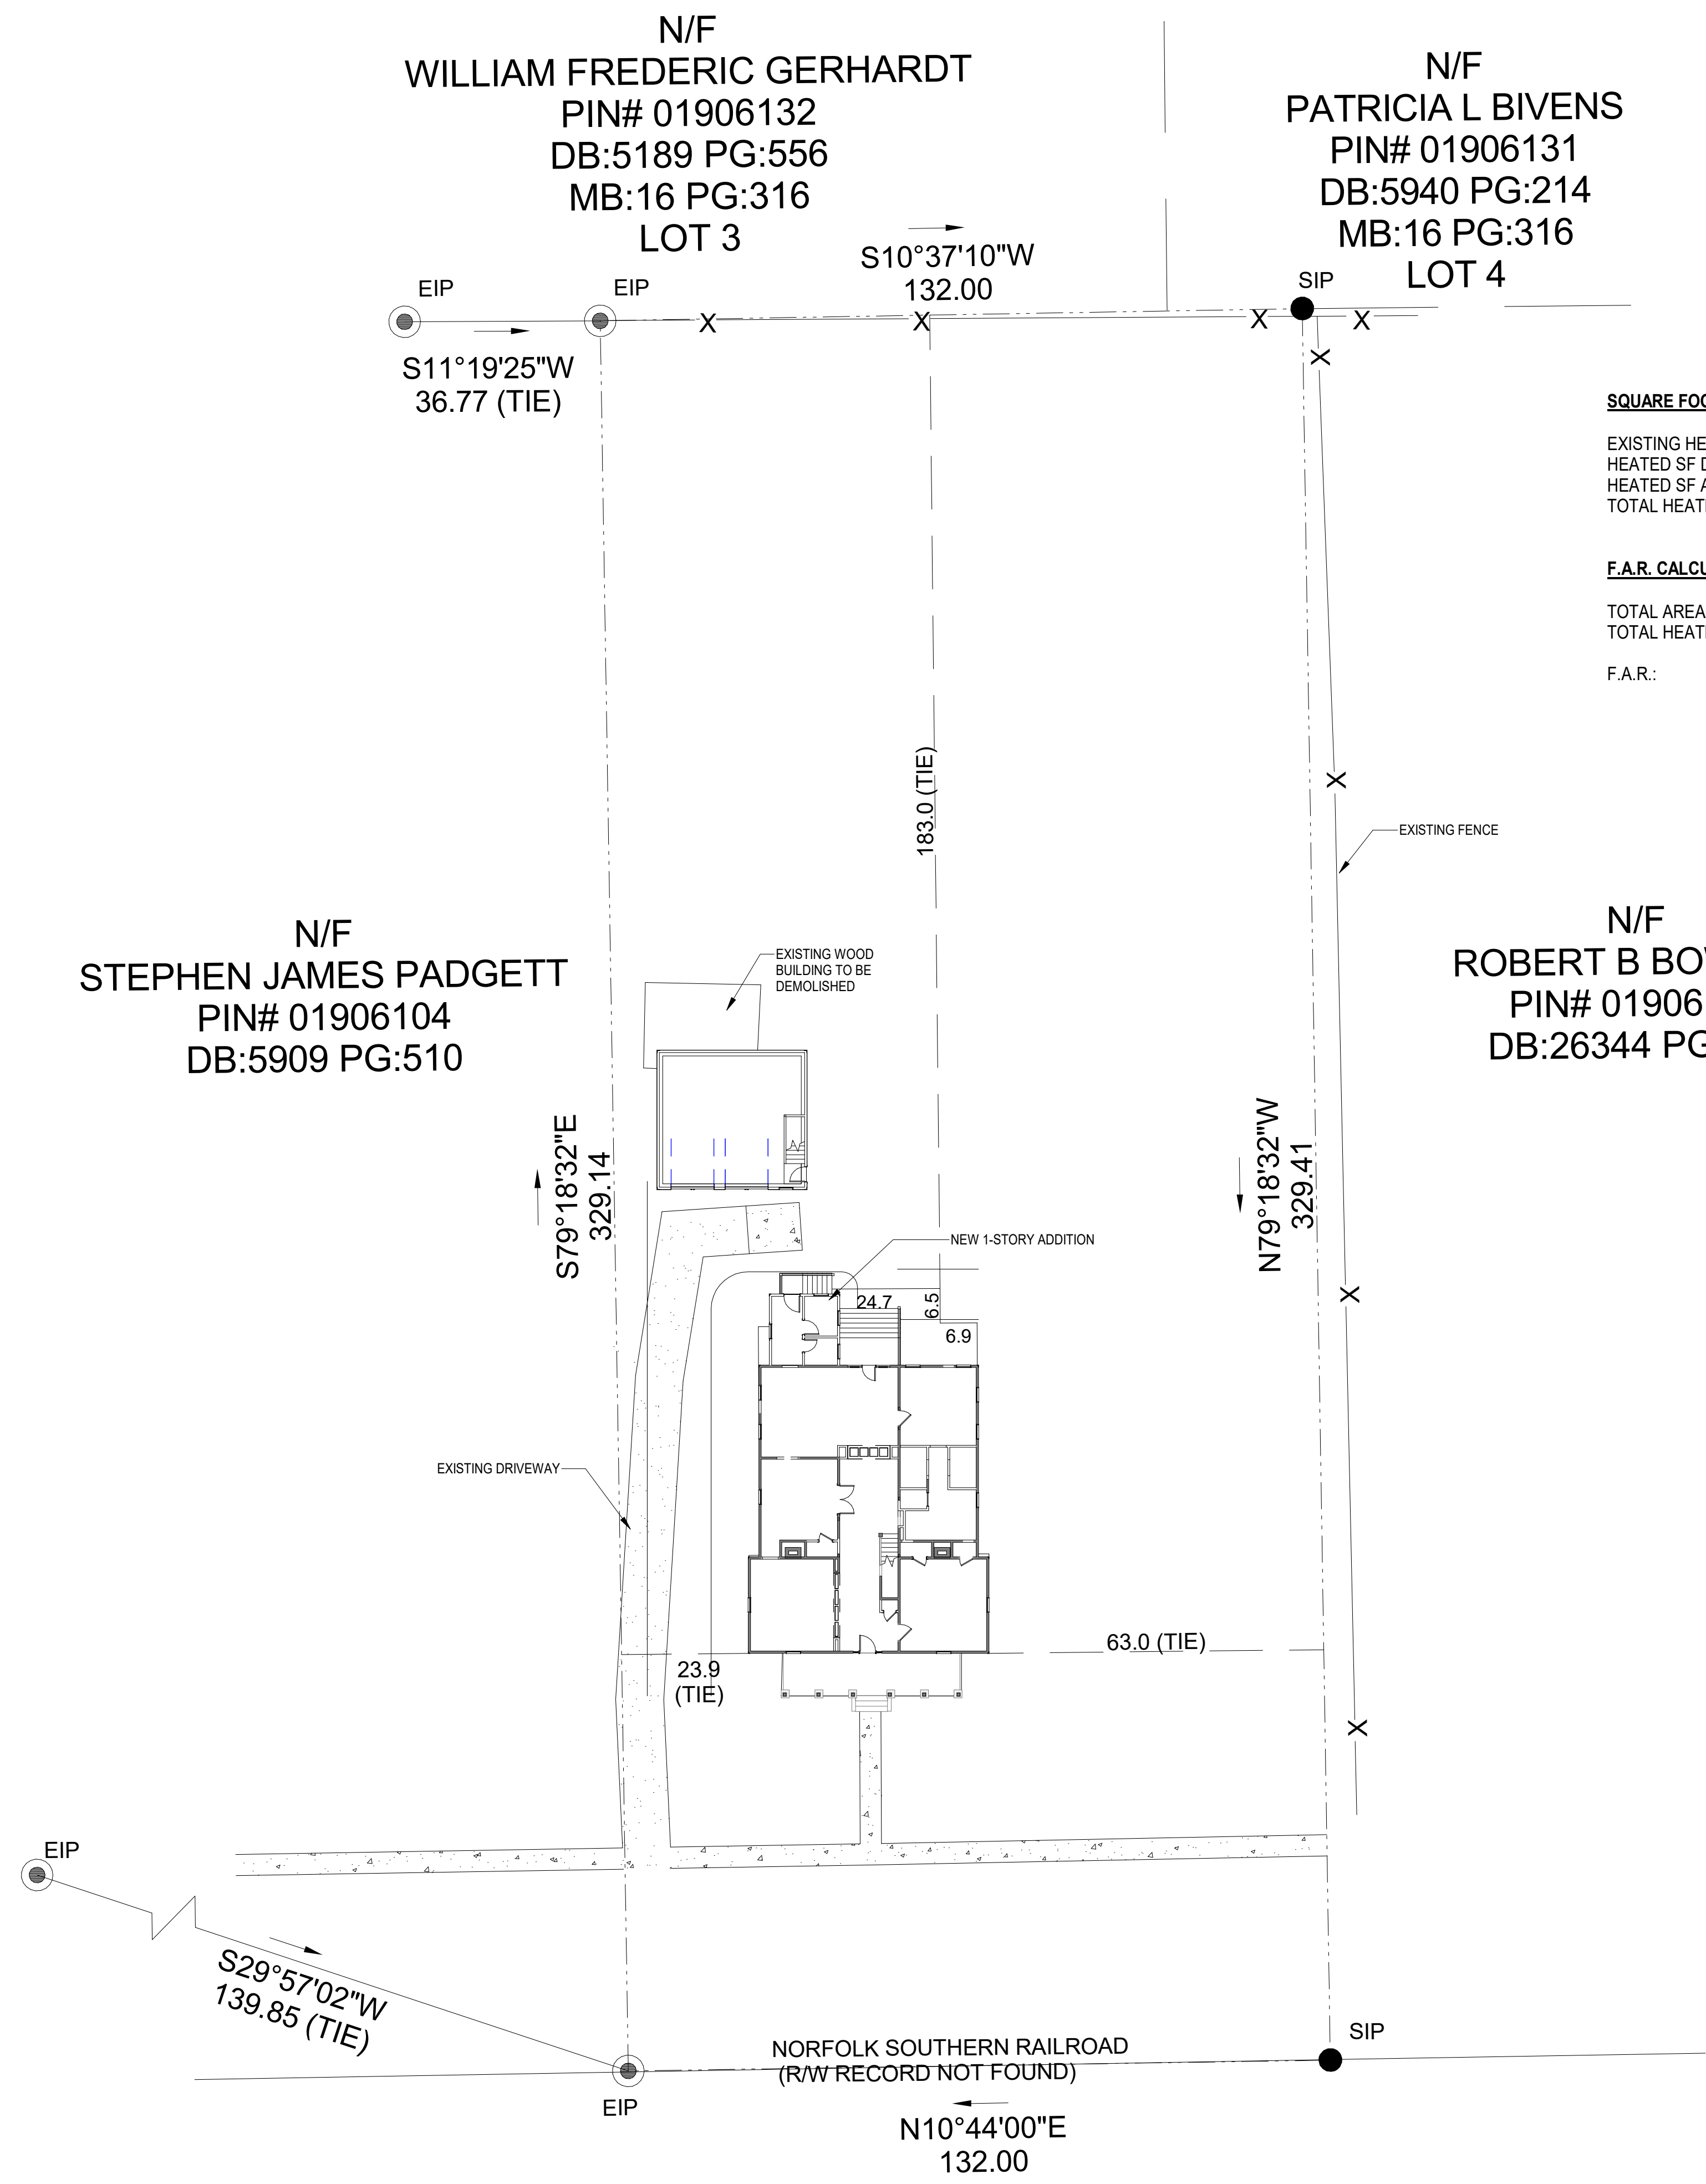 N/F
WILLIAM FREDERIC GERHARDT
PIN# 01906132
DB:5189 PG:556
MB:16 PG:316
LOT 3
N/F
PATRICIA L BIVENS
PIN# 01906131
DB:5940 PG:214
MB:16 PG:316
LOT 4
S10°37'10"W
132.00
EIP
EIP
SIP
X
X
X
X
X
S11°19'25"W
36.77 (TIE)
SQUARE FOO
EXISTING HE
HEATED SF D
HEATED SF A
TOTAL HEAT
F.A.R. CALCU
TOTAL AREA
TOTAL HEAT
F.A.R.:
183.0 (TIE)
X
EXISTING FENCE
N/F
STEPHEN JAMES PADGETT
PIN# 01906104
DB:5909 PG:510
EXISTING WOOD
BUILDING TO BE
DEMOLISHED
N/F
ROBERT B BOW
PIN# 01906
DB:26344 PG
S79°18'32"E
329.14
N79°18'32"W
329.41
NEW 1-STORY ADDITION
24.7
6.5
6.9
X
EXISTING DRIVEWAY
63.0 (TIE)
23.9
(TIE)
X
EIP
S29°57'02"W
139.85 (TIE)
NORFOLK SOUTHERN RAILROAD
(R/W RECORD NOT FOUND)
SIP
EIP
N10°44'00"E
132.00